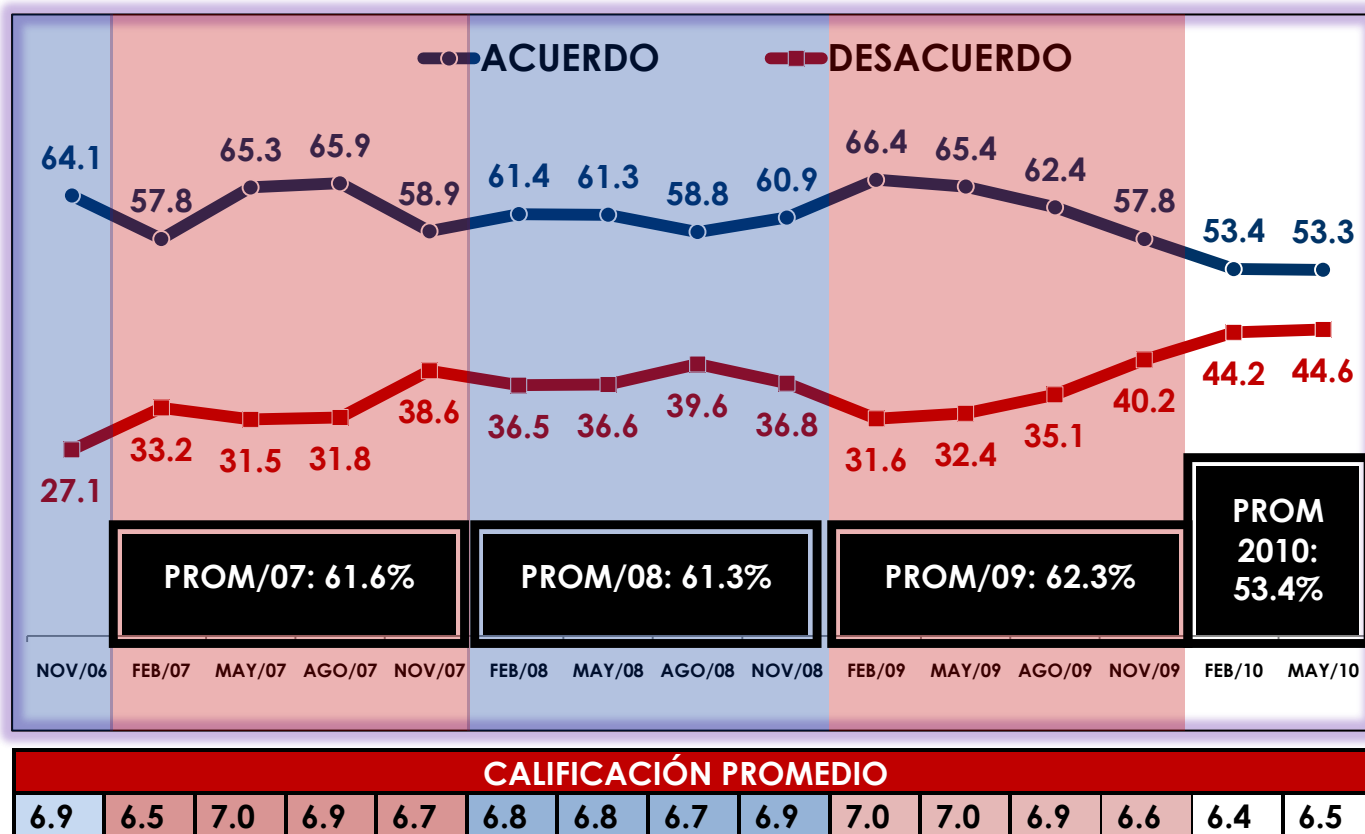 ACUERDO DESACUERDO
64.1 57.8 65.3 65.9 58.9 61.4 61.3 58.8 60.9 66.4 65.4 62.4 57.8 53.4 53.3
27.1 33.2 31.5 31.8 38.6 36.5 36.6 39.6 36.8 31.6 32.4 35.1 40.2 44.2 44.6
PROM/07: 61.6% PROM/08: 61.3% PROM/09: 62.3%
PROM
2010:
53.4%
NOV/06 FEB/07 MAY/07 AGO/07 NOV/07 FEB/08 MAY/08 AGO/08 NOV/08 FEB/09 MAY/09 AGO/09 NOV/09 FEB/10 MAY/10
CALIFICACIÓN PROMEDIO
6.9 6.5 7.0 6.9 6.7 6.8 6.8 6.7 6.9 7.0 7.0 6.9 6.6 6.4 6.5